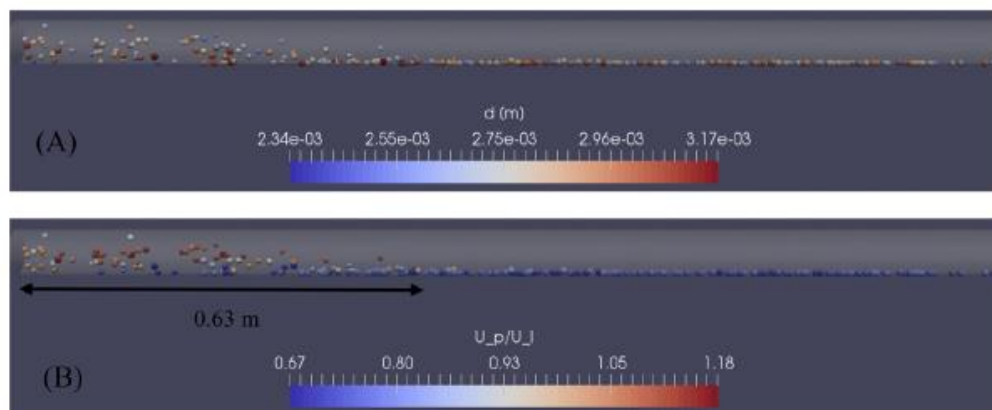 d (m)
(A)
2.34e-03 2.55e-03 2.75e-03 2.96e-03 3.17e-03
0.63 m
U_p/U_l
0.67 0.80 0.93 1.05 1.18
(B)